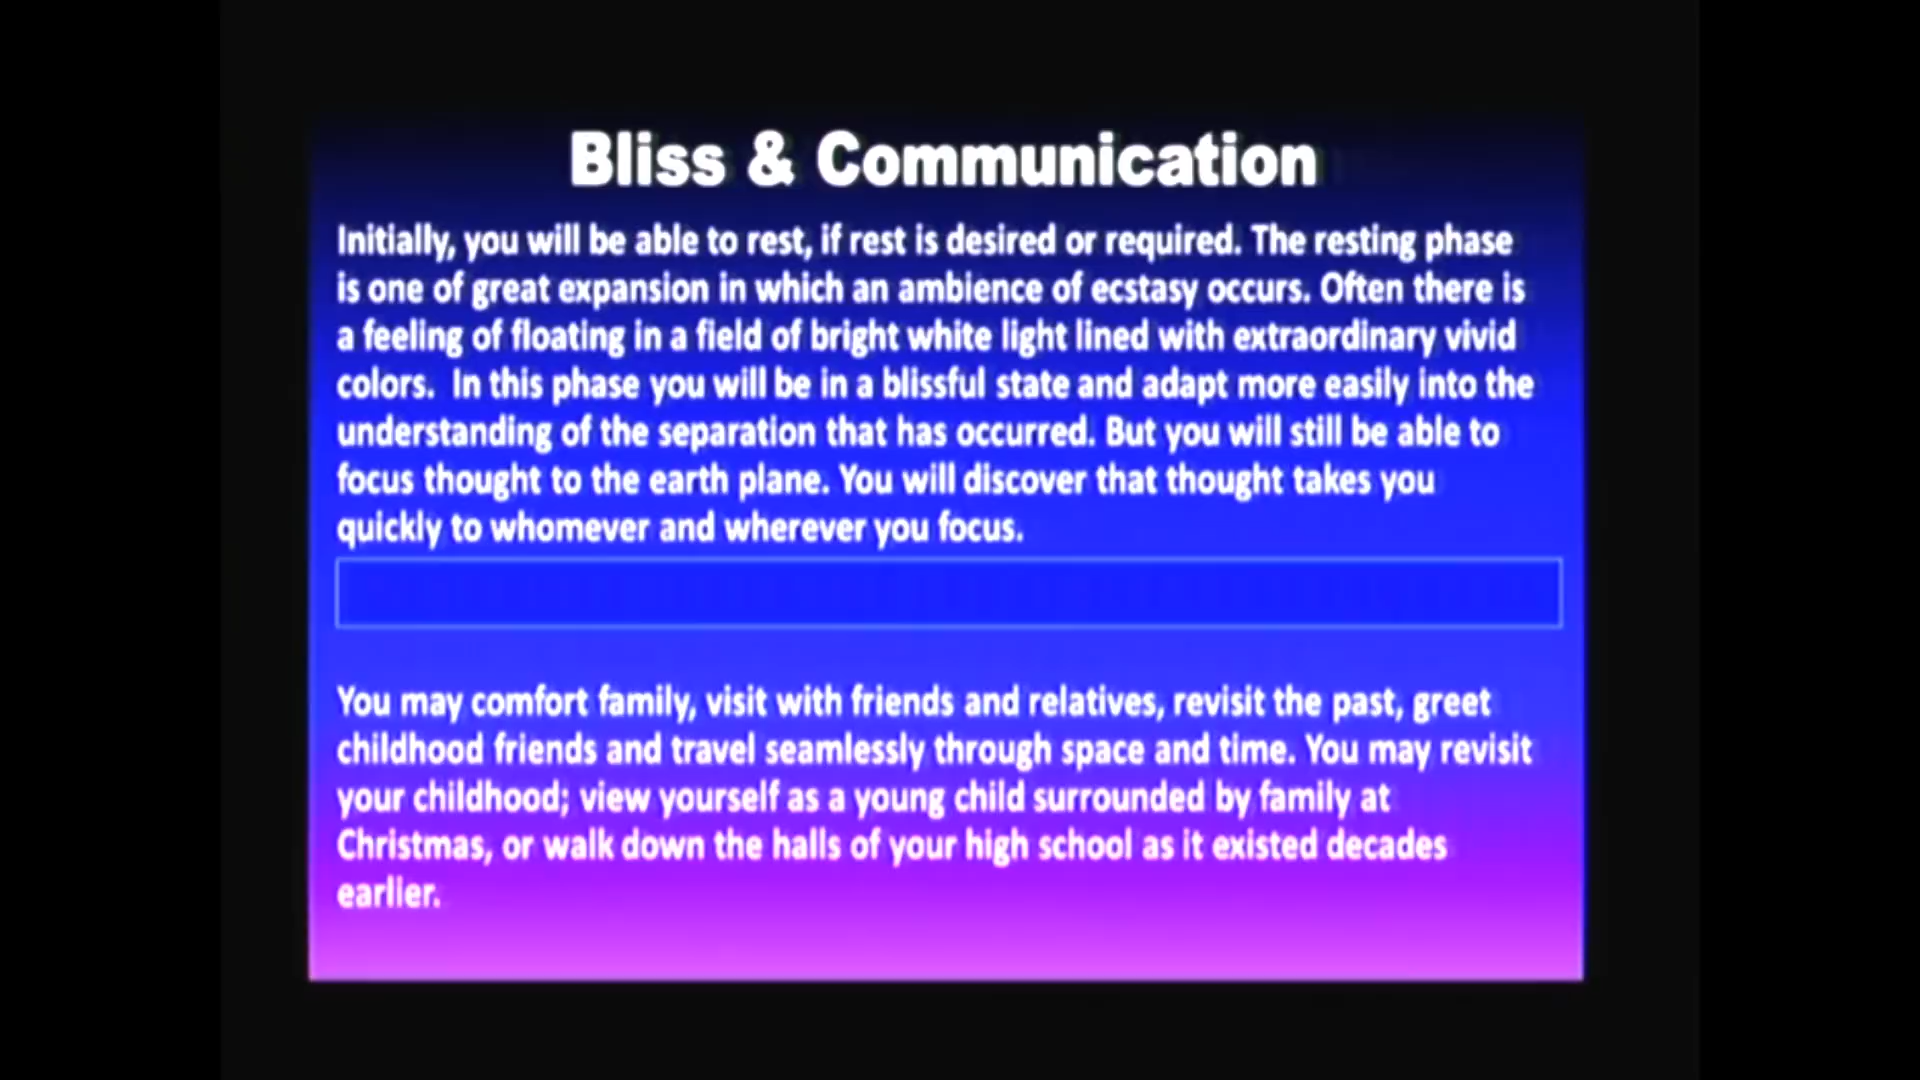 Bliss & Communication
Initially, you will be able to rest, if rest is desired or required. The resting phase
is one of great expansion in which an ambience of ecstasy occurs. Often there is
a feeling of floating in a field of bright white light lined with extraordinary vivid
colors.  In this phase you will be in a blissful state and adapt more easily into the
understanding of the separation that has occurred. But you will still be able to
focus thought to the earth plane. You will discover that thought takes you
quickly to whomever and wherever you focus.
You may comfort family, visit with friends and relatives, revisit the past, greet
childhood friends and travel seamlessly through space and time. You may revisit
your childhood; view yourself as a young child surrounded by family at
Christmas, or walk down the halls of your high school as it existed decades
earlier.